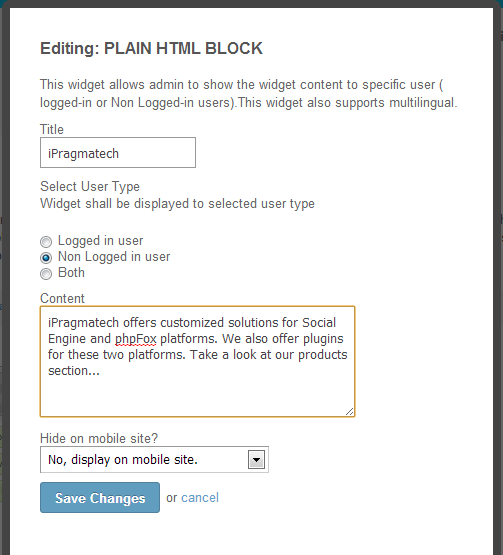 Editing: PLAIN HTML BLOCK
This widget allows admin to show the widget content to specific user (
logged-in or Non Logged-in users).This widget also supports multilingual.
Title
iPragmatech
Select User Type
Widget shall be displayed to selected user type
Logged in user
Non Logged in user
Both
Content
iPragmatech offers customized solutions for Social
Engine and phpFox platforms. We also offer plugins
for these two platforms. Take a look at our products
section...
Hide on mobile site?
No, display on mobile site.
Save Changes or cancel